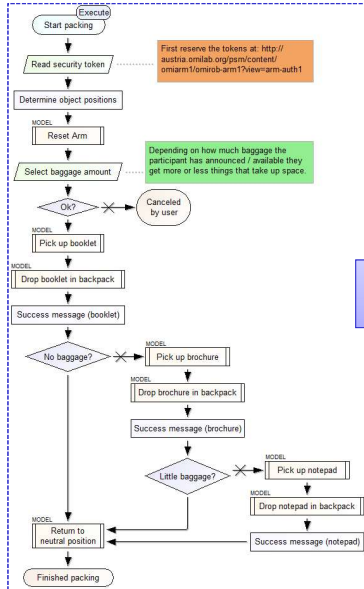 Execute
Start packing
Read security token
First reserve the tokens at: http://
austria.omilab.org/psm/content/
omiarm1/omirob-arm1?view=arm-auth1
Determine object positions
MODEL
Reset Arm
Select baggage amount
Depending on how much baggage the
participant has announced / available they
get more or less things that take up space.
Ok?
Canceled
by user
MODEL
Pick up booklet
MODEL
Drop booklet in backpack
Success message (booklet)
No baggage?
MODEL
Pick up brochure
MODEL
Drop brochure in backpack
Success message (brochure)
Little baggage?
MODEL
Pick up notepad
MODEL
Drop notepad in backpack
Success message (notepad)
MODEL
Return to
neutral position
Finished packing